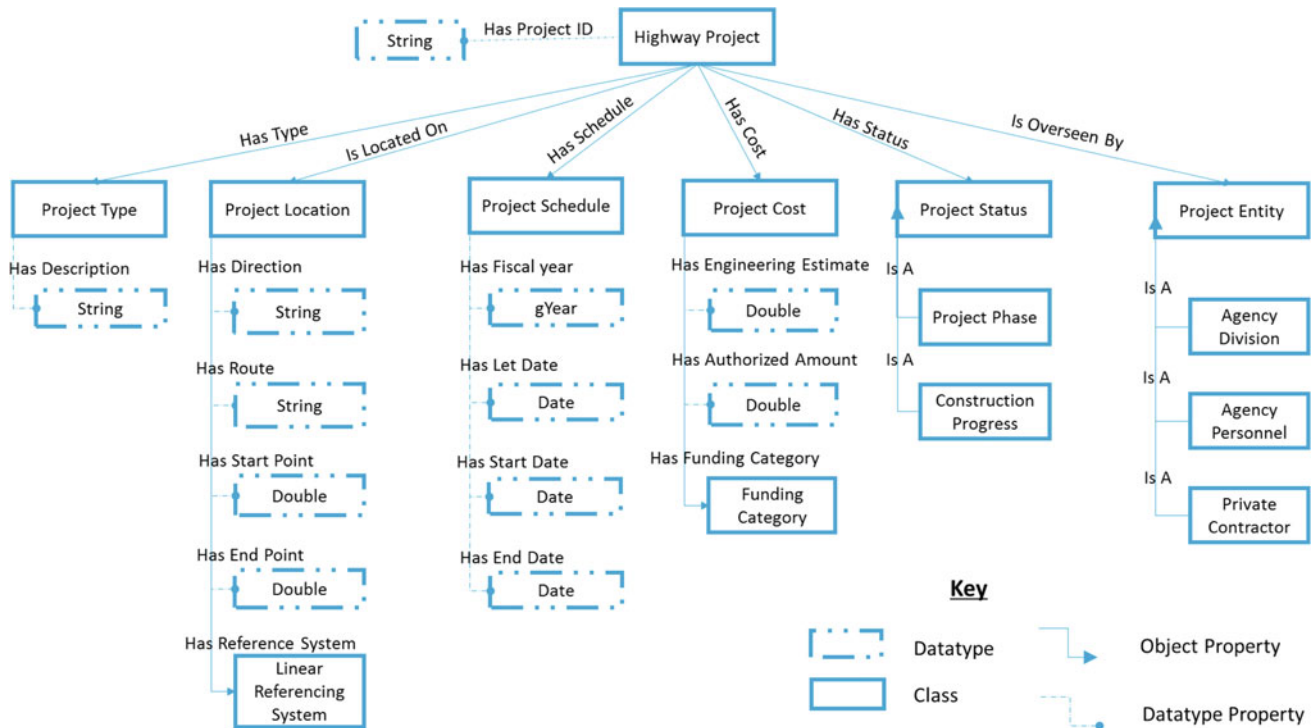 Has Project ID
String
Highway Project
Has Type
Is Located On
Has Schedule
Has Cost
Has Status
Is Overseen By
Project Type
Project Location
Project Schedule
Project Cost
Project Status
Project Entity
Has Description
String
Has Direction
String
Has Route
String
Has Start Point
Double
Has End Point
Double
Has Reference System
Linear
Referencing
System
Has Fiscal year
gYear
Has Let Date
Date
Has Start Date
Date
Has End Date
Date
Has Engineering Estimate
Double
Has Authorized Amount
Double
Has Funding Category
Funding
Category
Is A
Project Phase
Is A
Construction
Progress
Is A
Agency
Division
Is A
Agency
Personnel
Is A
Private
Contractor
Key
Datatype
Object Property
Class
Datatype Property